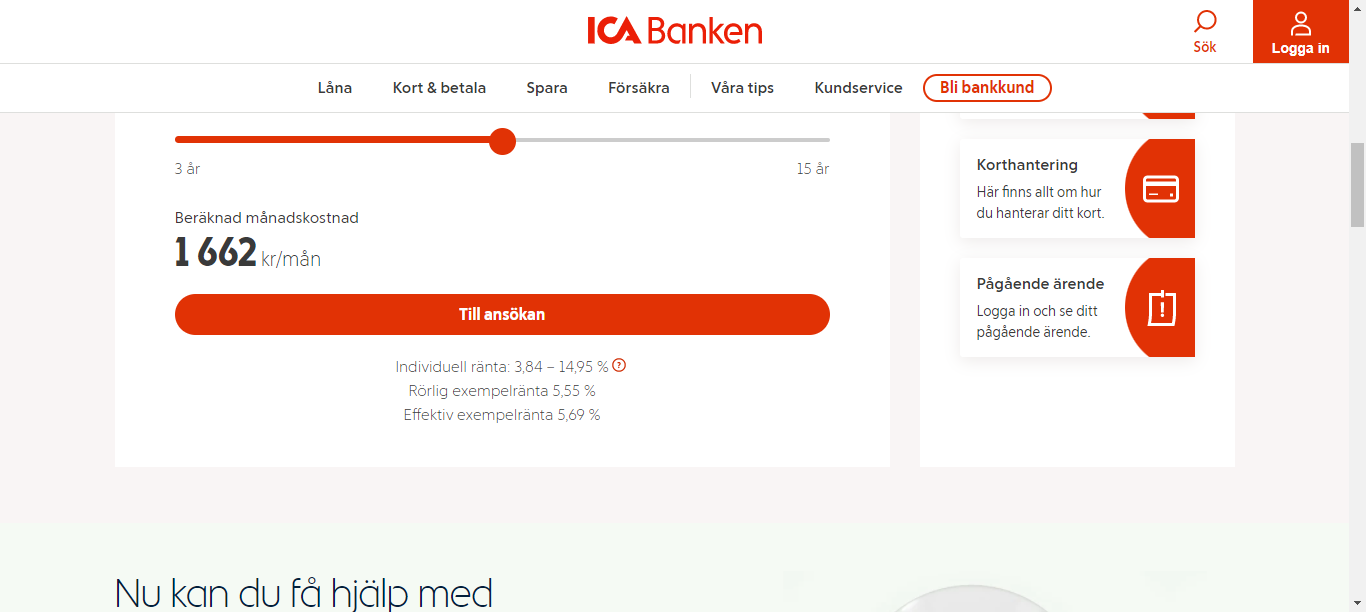 ICA Banken
Sök
Logga in
Låna
Kort & betala
Spara
Försäkra
Våra tips
Kundservice
Bli bankkund
3 år
15 år
Beräknad månadskostnad
1 662 kr/mån
Till ansökan
Individuell ränta: 3,84 – 14,95 % ?
Rörlig exempelränta 5,55 %
Effektiv exempelränta 5,69 %
Korthantering
Här finns allt om hur
du hanterar ditt kort.
Pågående ärende
Logga in och se ditt
pågående ärende.
!
Nu kan du få hjälp med